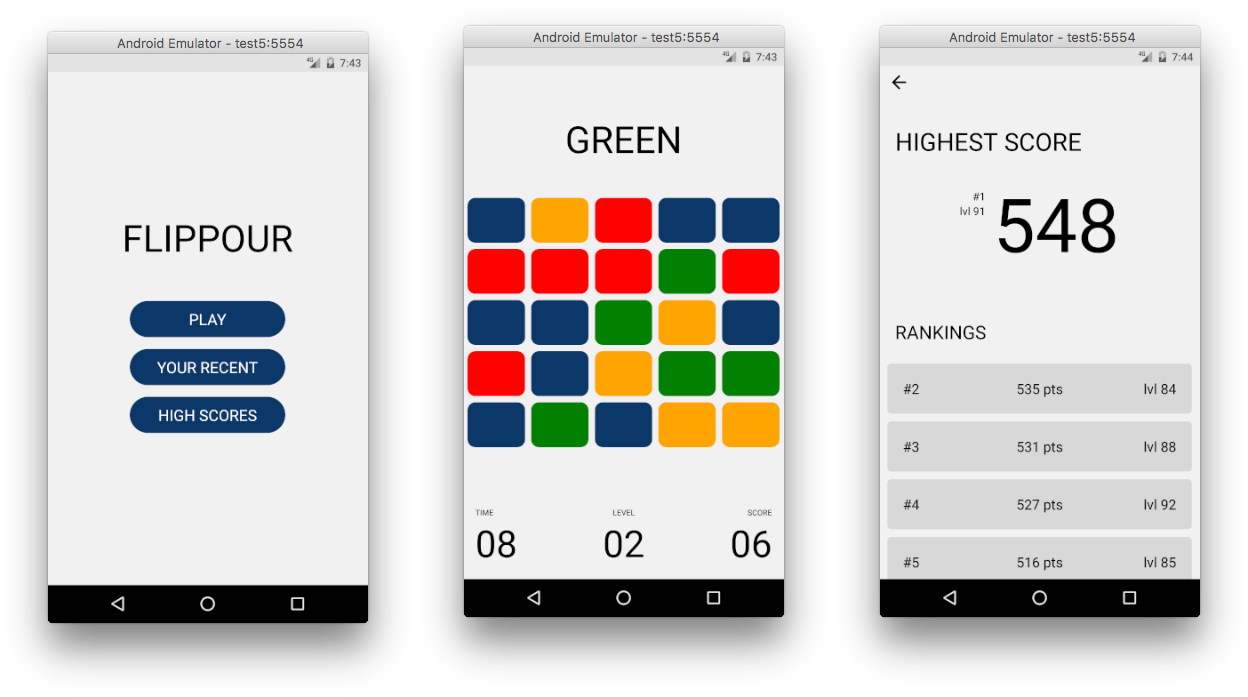 Android Emulator - test5:5554
4G 7:43
FLIPPOUR
PLAY
YOUR RECENT
HIGH SCORES
Android Emulator - test5:5554
4G 7:43
GREEN
TIME LEVEL SCORE
08 02 06
Android Emulator - test5:5554
4G 7:44
HIGHEST SCORE
#1
lvl 91
548
RANKINGS
#2 535 pts lvl 84
#3 531 pts lvl 88
#4 527 pts lvl 92
#5 516 pts lvl 85